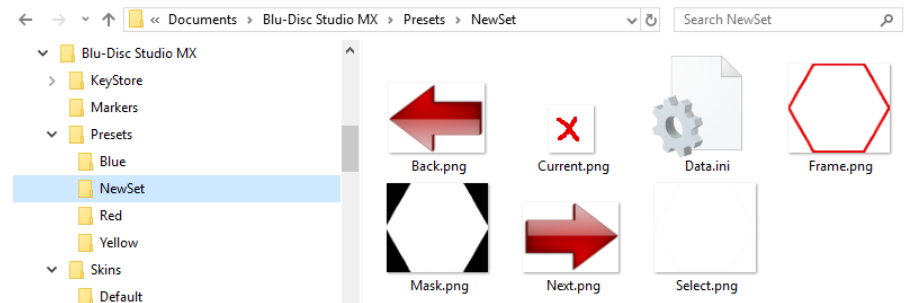 « Documents > Blu-Disc Studio MX > Presets > NewSet
Search NewSet
Blu-Disc Studio MX
KeyStore
Markers
Presets
Blue
NewSet
Red
Yellow
Skins
Default
Back.png
Current.png
Data.ini
Frame.png
Mask.png
Next.png
Select.png